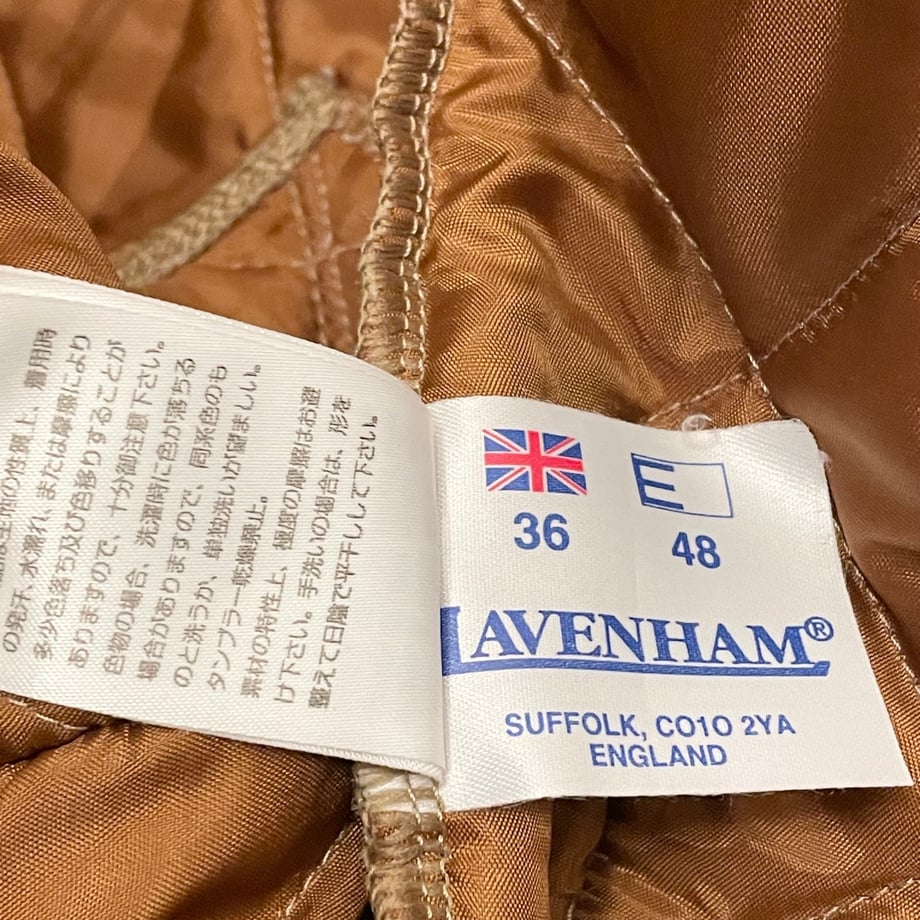 の発汗、水濡れ、または摩擦により
多少色落ち及び色移りすることが
ありますので、十分御注意下さい。
色物の場合、洗濯時に色が落ちる
場合がありますので、同系色のも
のと洗うか、単独洗いが望ましい。
タンブラー乾燥禁止。
素材の特性上、極度の摩擦はお避
け下さい。手洗いの場合は、形を
整えて日陰で平干しして下さい。
E
36
48
LAVENHAM®
SUFFOLK, CO1O 2YA
ENGLAND